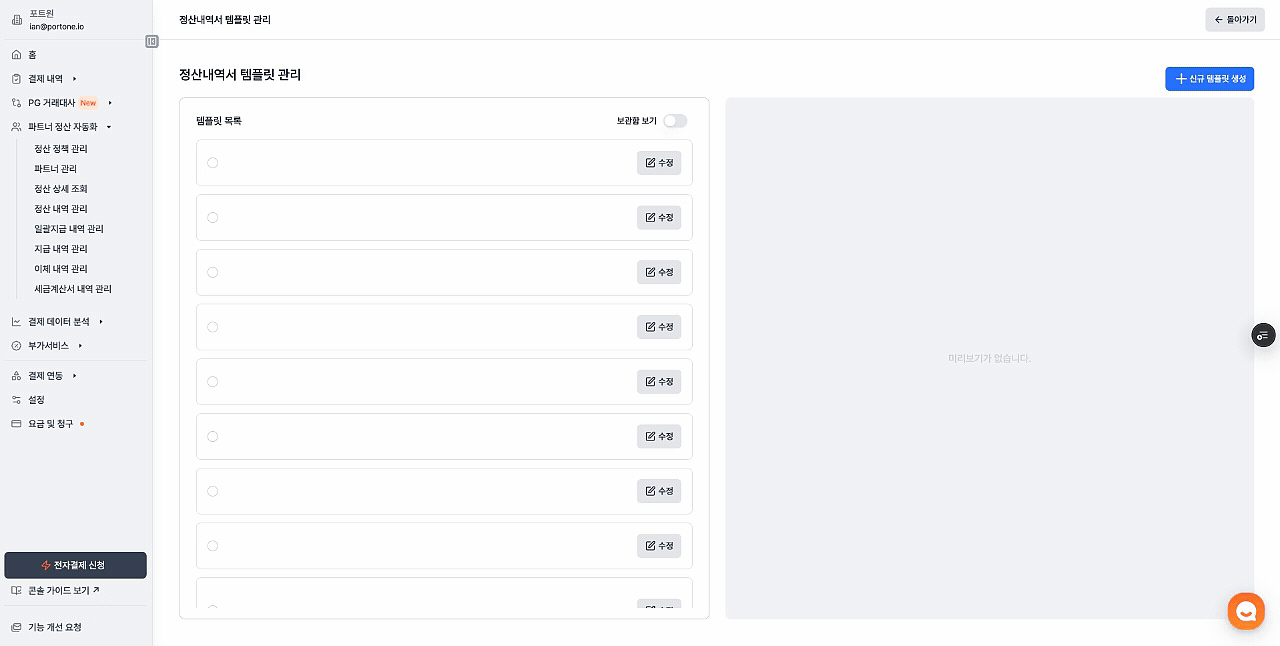 포트원
ian@portone.io
홈
결제 내역
PG 거래대사 New
파트너 정산 자동화
정산 정책 관리
파트너 관리
정산 상세 조회
정산 내역 관리
일괄지급 내역 관리
지급 내역 관리
이체 내역 관리
세금계산서 내역 관리
결제 데이터 분석
부가서비스
결제 연동
설정
요금 및 청구
전자결제 신청
콘솔 가이드 보기 ↗
기능 개선 요청
정산내역서 템플릿 관리
← 돌아가기
정산내역서 템플릿 관리
+ 신규 템플릿 생성
템플릿 목록
보관함 보기
수정
수정
수정
수정
수정
수정
수정
수정
미리보기가 없습니다.